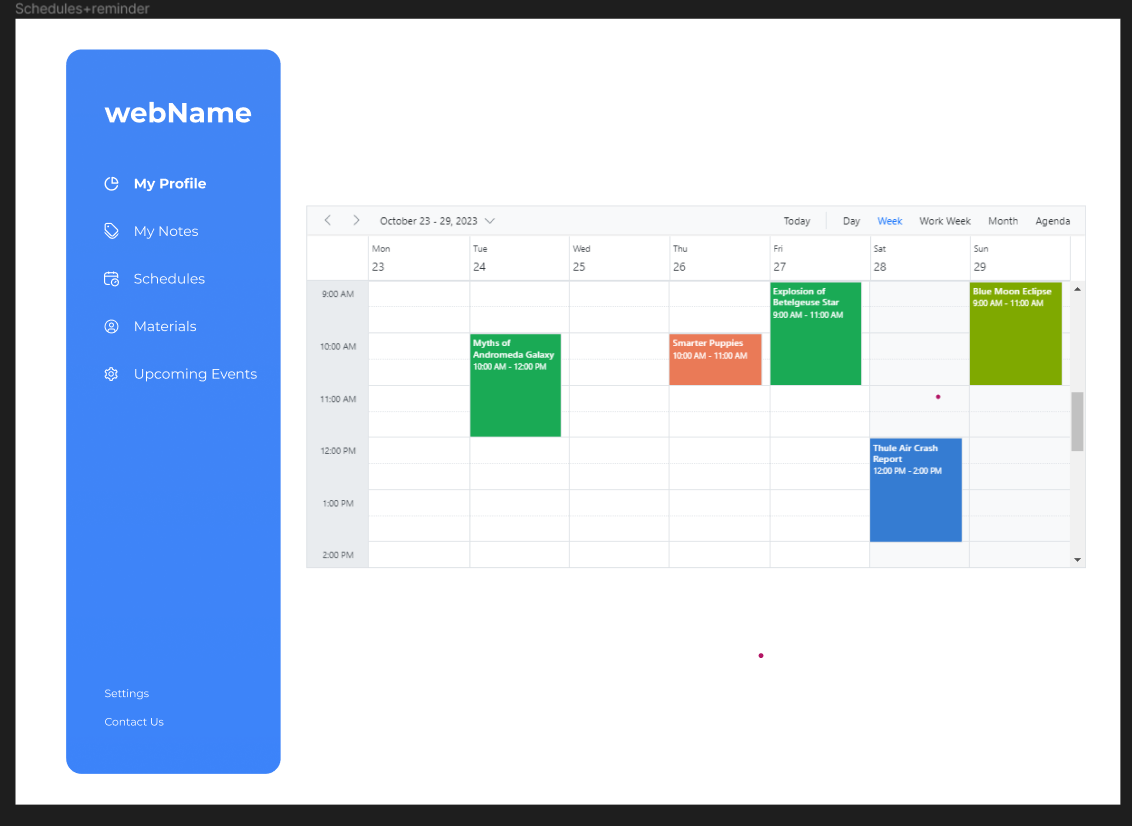 Schedules+reminder
webName
My Profile
My Notes
Schedules
Materials
Upcoming Events
Settings
Contact Us
October 23 - 29, 2023
Today Day Week Work Week Month Agenda
Mon Tue Wed Thu Fri Sat Sun
23 24 25 26 27 28 29
9:00 AM
10:00 AM
11:00 AM
12:00 PM
1:00 PM
2:00 PM
Myths of
Andromeda Galaxy
10:00 AM - 12:00 PM
Smarter Puppies
10:00 AM - 11:00 AM
Explosion of
Betelgeuse Star
9:00 AM - 11:00 AM
Thule Air Crash
Report
12:00 PM - 2:00 PM
Blue Moon Eclipse
9:00 AM - 11:00 AM